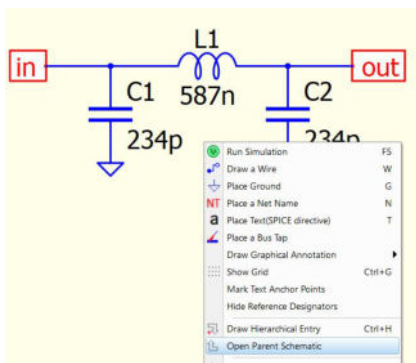 L1
in
out
C1
587n
C2
234p
234p
Run Simulation F5
Draw a Wire W
Place Ground G
NT Place a Net Name N
a Place Text(SPICE directive) T
Place a Bus Tap
Draw Graphical Annotation
Show Grid Ctrl+G
Mark Text Anchor Points
Hide Reference Designators
Draw Hierarchical Entry Ctrl+H
Open Parent Schematic